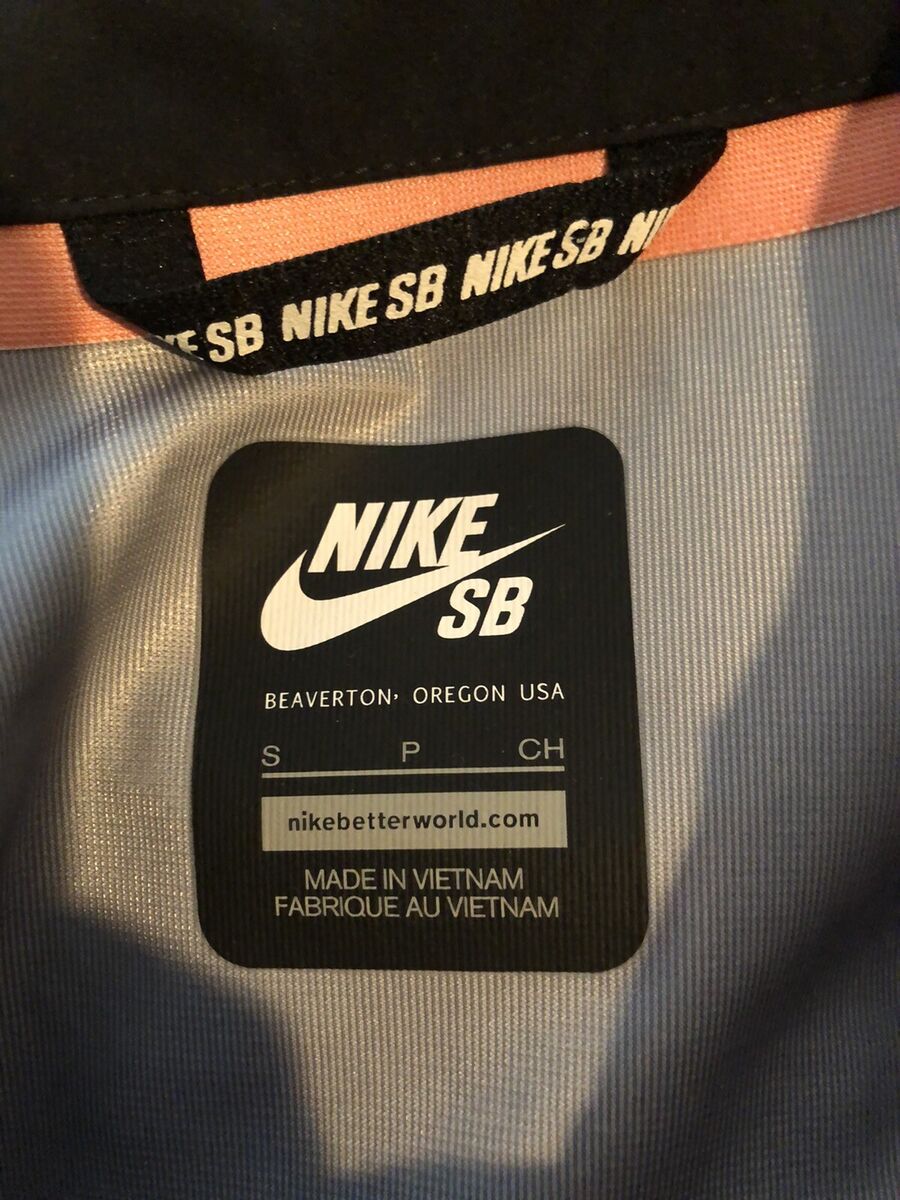 SB NIKE SB NIKE SB
NIKE
SB
BEAVERTON, OREGON USA
S P CH
nikebetterworld.com
MADE IN VIETNAM
FABRIQUE AU VIETNAM